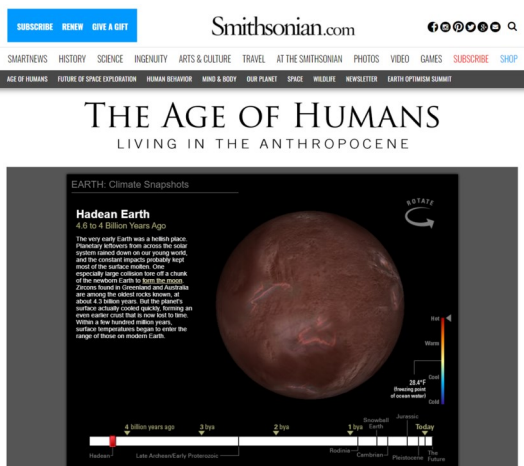 SUBSCRIBE RENEW GIVE A GIFT
Smithsonian.com
SMARTNEWS HISTORY SCIENCE INGENUITY ARTS & CULTURE TRAVEL AT THE SMITHSONIAN PHOTOS VIDEO GAMES SUBSCRIBE SHOP
AGE OF HUMANS FUTURE OF SPACE EXPLORATION HUMAN BEHAVIOR MIND & BODY OUR PLANET SPACE WILDLIFE NEWSLETTER EARTH OPTIMISM SUMMIT
THE AGE OF HUMANS
LIVING IN THE ANTHROPOCENE
EARTH: Climate Snapshots
ROTATE
Hadean Earth
4.6 to 4 Billion Years Ago
The very early Earth was a hellish place.
Planetary leftovers from across the solar
system rained down on our young world,
and the constant impacts probably kept
most of the surface molten. One
especially large collision tore off a chunk
of the newborn Earth to form the moon.
Zircons found in Greenland and Australia
are among the oldest rocks known, at
about 4.3 billion years. But the planet's
surface actually cooled quickly, forming an
even earlier crust that is now lost to time.
Within a few hundred million years,
surface temperatures began to enter the
range of those on modern Earth.
Hot
Warm
Cool
28.4°F
(freezing point
of ocean water)
Cold
4 billion years ago 3 bya 2 bya 1 bya Snowball Earth Jurassic Today
Hadean Late Archean/Early Proterozoic Rodinia Cambrian Pleistocene The Future